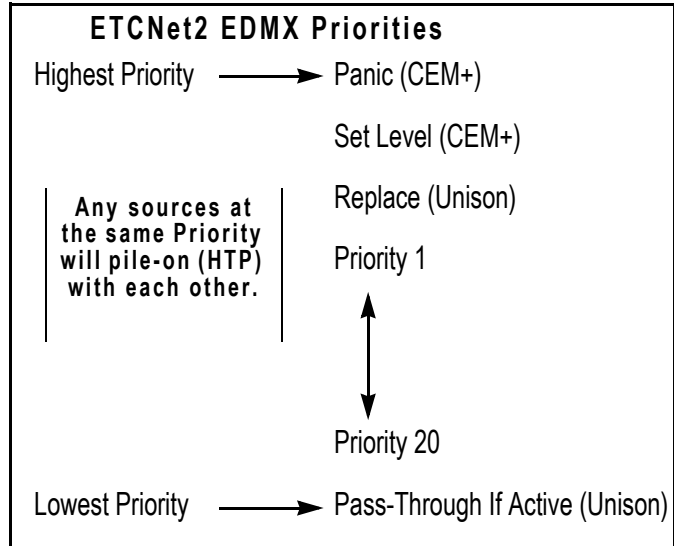 ETCNet2 EDMX Priorities
Highest Priority Panic (CEM+)
Set Level (CEM+)
Replace (Unison)
Any sources at
the same Priority
will pile-on (HTP)
with each other.
Priority 1
Priority 20
Lowest Priority Pass-Through If Active (Unison)